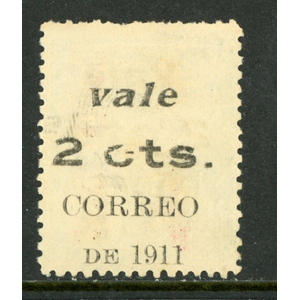 vale
2 cts.
CORREO
DE 1911